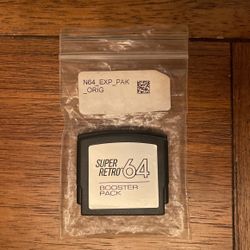 N64_EXP_PAK
_ORIG
SUPER
RETRO 64
BOOSTER
PACK